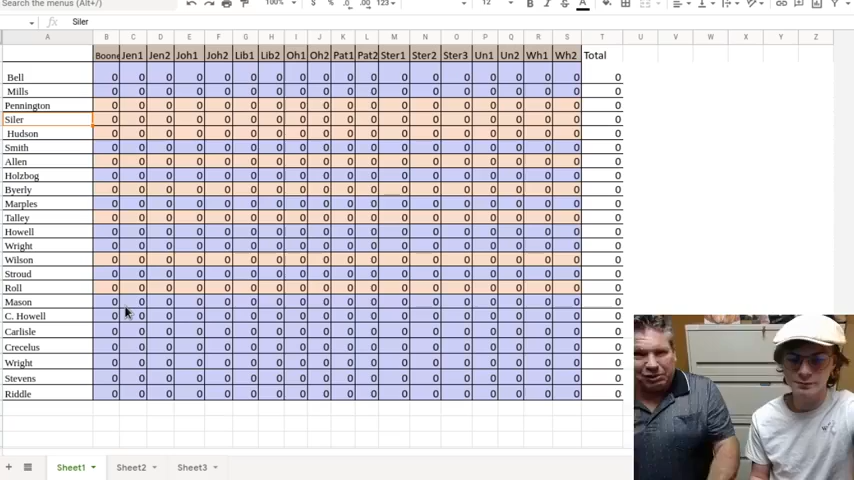 Search the menus (Alt+/) 100% $ % .0 .00 123 12
fx Siler
A B C D E F G H I J K L M N O P Q R S T U V W X Y Z
Boone Jen1 Jen2 Joh1 Joh2 Lib1 Lib2 Oh1 Oh2 Pat1 Pat2 Ster1 Ster2 Ster3 Un1 Un2 Wh1 Wh2 Total
Bell 0 0 0 0 0 0 0 0 0 0 0 0 0 0 0 0 0 0 0
Mills 0 0 0 0 0 0 0 0 0 0 0 0 0 0 0 0 0 0 0
Pennington 0 0 0 0 0 0 0 0 0 0 0 0 0 0 0 0 0 0 0
Siler 0 0 0 0 0 0 0 0 0 0 0 0 0 0 0 0 0 0 0
Hudson 0 0 0 0 0 0 0 0 0 0 0 0 0 0 0 0 0 0 0
Smith 0 0 0 0 0 0 0 0 0 0 0 0 0 0 0 0 0 0 0
Allen 0 0 0 0 0 0 0 0 0 0 0 0 0 0 0 0 0 0 0
Holzbog 0 0 0 0 0 0 0 0 0 0 0 0 0 0 0 0 0 0 0
Byerly 0 0 0 0 0 0 0 0 0 0 0 0 0 0 0 0 0 0 0
Marples 0 0 0 0 0 0 0 0 0 0 0 0 0 0 0 0 0 0 0
Talley 0 0 0 0 0 0 0 0 0 0 0 0 0 0 0 0 0 0 0
Howell 0 0 0 0 0 0 0 0 0 0 0 0 0 0 0 0 0 0 0
Wright 0 0 0 0 0 0 0 0 0 0 0 0 0 0 0 0 0 0 0
Wilson 0 0 0 0 0 0 0 0 0 0 0 0 0 0 0 0 0 0 0
Stroud 0 0 0 0 0 0 0 0 0 0 0 0 0 0 0 0 0 0 0
Roll 0 0 0 0 0 0 0 0 0 0 0 0 0 0 0 0 0 0 0
Mason 0 0 0 0 0 0 0 0 0 0 0 0 0 0 0 0 0 0 0
C. Howell 0 0 0 0 0 0 0 0 0 0 0 0 0 0 0 0 0 0 0
Carlisle 0 0 0 0 0 0 0 0 0 0 0 0 0 0 0 0 0 0 0
Crecelus 0 0 0 0 0 0 0 0 0 0 0 0 0 0 0 0 0 0 0
Wright 0 0 0 0 0 0 0 0 0 0 0 0 0 0 0 0 0 0 0
Stevens 0 0 0 0 0 0 0 0 0 0 0 0 0 0 0 0 0 0 0
Riddle 0 0 0 0 0 0 0 0 0 0 0 0 0 0 0 0 0 0 0
Sheet1 Sheet2 Sheet3